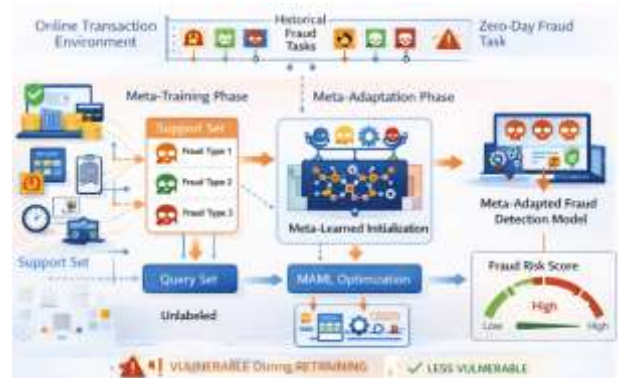 Online Transaction
Environment
Historical
Fraud
Tasks
Zero-Day Fraud
Task
Meta-Training Phase
Meta-Adaptation Phase
Support Set
Fraud Type 1
Fraud Type 2
Fraud Type 3
Meta-Learned Initialization
Meta-Adapted Fraud
Detection Model
Support Set
Query Set
MAML Optimization
Unlabeled
Fraud Risk Score
High
Low
High
VULNERABLE During RETRAINING
LESS VULNERABLE